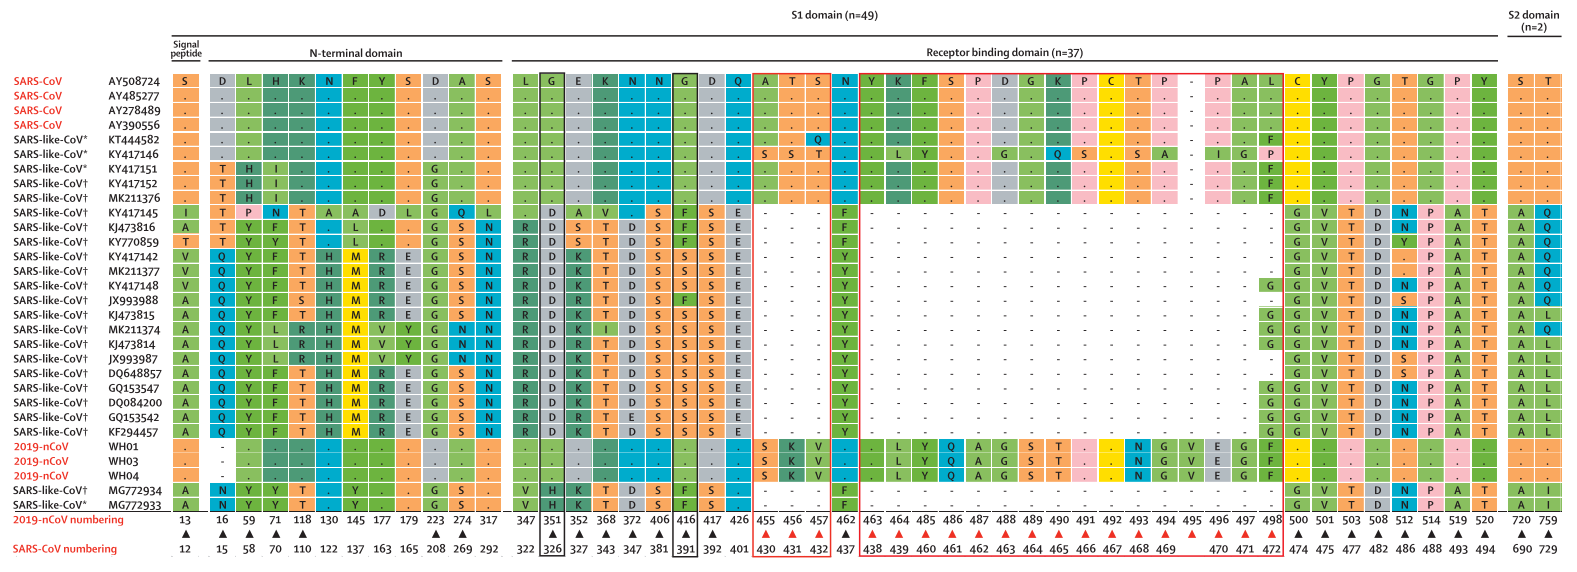 S1 domain (n=49)
S2 domain (n=2)
Signal peptide
N-terminal domain
Receptor binding domain (n=37)
SARS-CoV AY508724 S D L H K N F Y S D A S L G E K N N G D Q A T S N Y K F S P D G K P C T P - P A L C Y P G T G P Y S T
SARS-CoV AY485277 . . . . . . . . . . . . . . . . . . . . . . . . . . . . . . . . . . . . . - . . . . . . . . . . . . .
SARS-CoV AY278489 . . . . . . . . . . . . . . . . . . . . . . . . . . . . . . . . . . . . . - . . . . . . . . . . . . .
SARS-CoV AY390556 . . . . . . . . . . . . . . . . . . . . . . . . . . . . . . . . . . . . . - . . . . . . . . . . . . .
SARS-like-CoV* KT444582 . . . . . . . . . . . . . . . . . . . . . . . Q . . . . . . . . . . . . . - . . F . . . . . . . . . .
SARS-like-CoV* KY417146 . . . . . . . . . . . . . . . . . . . . . S S T . . L Y . . G . Q S . S A - I G P . . . . . . . . . .
SARS-like-CoV* KY417151 . T H I . . . . . G . . . . . . . . . . . . . . . . . . . . . . . . . . . - . . F . . . . . . . . . .
SARS-like-CoV† KY417152 . T H I . . . . . G . . . . . . . . . . . . . . . . . . . . . . . . . . . - . . F . . . . . . . . . .
SARS-like-CoV† MK211376 . T H I . . . . . G . . . . . . . . . . . . . . . . . . . . . . . . . . . - . . F . . . . . . . . . .
SARS-like-CoV† KY417145 I T P N T A A D L G Q L . D A V . S F S E - - - F - - - - - - - - - - - - - - - - G V T D N P A T A Q
SARS-like-CoV† KJ473816 A T Y F T . L . . G S N R D S T D S F S E - - - F - - - - - - - - - - - - - - - - G V T D N P A T A Q
SARS-like-CoV† KY770859 T T Y Y T . L . . G S N R D S T D S F S E - - - F - - - - - - - - - - - - - - - - G V T D Y P A T A Q
SARS-like-CoV† KY417142 V Q Y F T H M R E G S N R D K T D S S S E - - - Y - - - - - - - - - - - - - - - - G V T D . P A T A Q
SARS-like-CoV† MK211377 V Q Y F T H M R E G S N R D K T D S S S E - - - Y - - - - - - - - - - - - - - - - G V T D . P A T A Q
SARS-like-CoV† KY417148 V Q Y F T H M R E G S N R D K T D S S S E - - - Y - - - - - - - - - - - - - - - G G V T D N P A T A Q
SARS-like-CoV† JX993988 A Q Y F S H M R E G S N R D R T D S F S E - - - Y - - - - - - - - - - - - - - - - G V T D S P A T A Q
SARS-like-CoV† KJ473815 A Q Y F T H M R E G S N R D K T D S S S E - - - Y - - - - - - - - - - - - - - - G G V T D N P A T A L
SARS-like-CoV† MK211374 A Q Y L R H M V Y G N N R D K I D S S S E - - - Y - - - - - - - - - - - - - - - G G V T D N P A T A Q
SARS-like-CoV† KJ473814 A Q Y L R H M V Y G N N R D K T D S S S E - - - Y - - - - - - - - - - - - - - - G G V T D N P A T A L
SARS-like-CoV† JX993987 A Q Y L R H M V Y G N N R D K T D S S S E - - - Y - - - - - - - - - - - - - - - - G V T D S P A T A L
SARS-like-CoV† DQ648857 A Q Y F T H M R E G S N R D K T D S S S E - - - Y - - - - - - - - - - - - - - - - G V T D S P A T A L
SARS-like-CoV† GQ153547 A Q Y F T H M R E G S N R D R T D S S S E - - - Y - - - - - - - - - - - - - - - G G V T D N P A T A L
SARS-like-CoV† DQ084200 A Q Y F T H M R E G S N R D R T D S S S E - - - Y - - - - - - - - - - - - - - - G G V T D N P A T A L
SARS-like-CoV† GQ153542 A Q Y F T H M R E G S N R D R T E S S S E - - - Y - - - - - - - - - - - - - - - G G V T D N P A T A L
SARS-like-CoV† KF294457 A Q Y F T H M R E G S N R D K T D S S S E - - - Y - - - - - - - - - - - - - - - G G V T D N P A T A L
2019-nCoV WH01 . - . . . . . . . . . . . . . . . . . . . S K V . . L Y Q A G S T . . N G V E G F . . . . . . . . . .
2019-nCoV WH03 . - . . . . . . . . . . . . . . . . . . . S K V . . L Y Q A G S T . . N G V E G F . . . . . . . . . .
2019-nCoV WH04 . - . . . . . . . . . . . . . . . . . . . S K V . . L Y Q A G S T . . N G V E G F . . . . . . . . . .
SARS-like-CoV† MG772934 A N Y Y T . Y . . G S . V H K T D S F S . - - - F - - - - - - - - - - - - - - - - G V T D N P A T A I
SARS-like-CoV* MG772933 A N Y Y T . Y . . G S . V H K T D S F S . - - - F - - - - - - - - - - - - - - - - G V T D N P A T A I
2019-nCoV numbering 13 16 59 71 118 130 145 177 179 223 274 317 347 351 352 368 372 406 416 417 426 455 456 457 462 463 464 485 486 487 488 489 490 491 492 493 494 495 496 497 498 500 501 503 508 512 514 519 520 720 759
SARS-CoV numbering 12 15 58 70 110 122 137 163 165 208 269 292 322 326 327 343 347 381 391 392 401 430 431 432 437 438 439 460 461 462 463 464 465 466 467 468 469 470 471 472 474 475 477 482 486 488 493 494 690 729